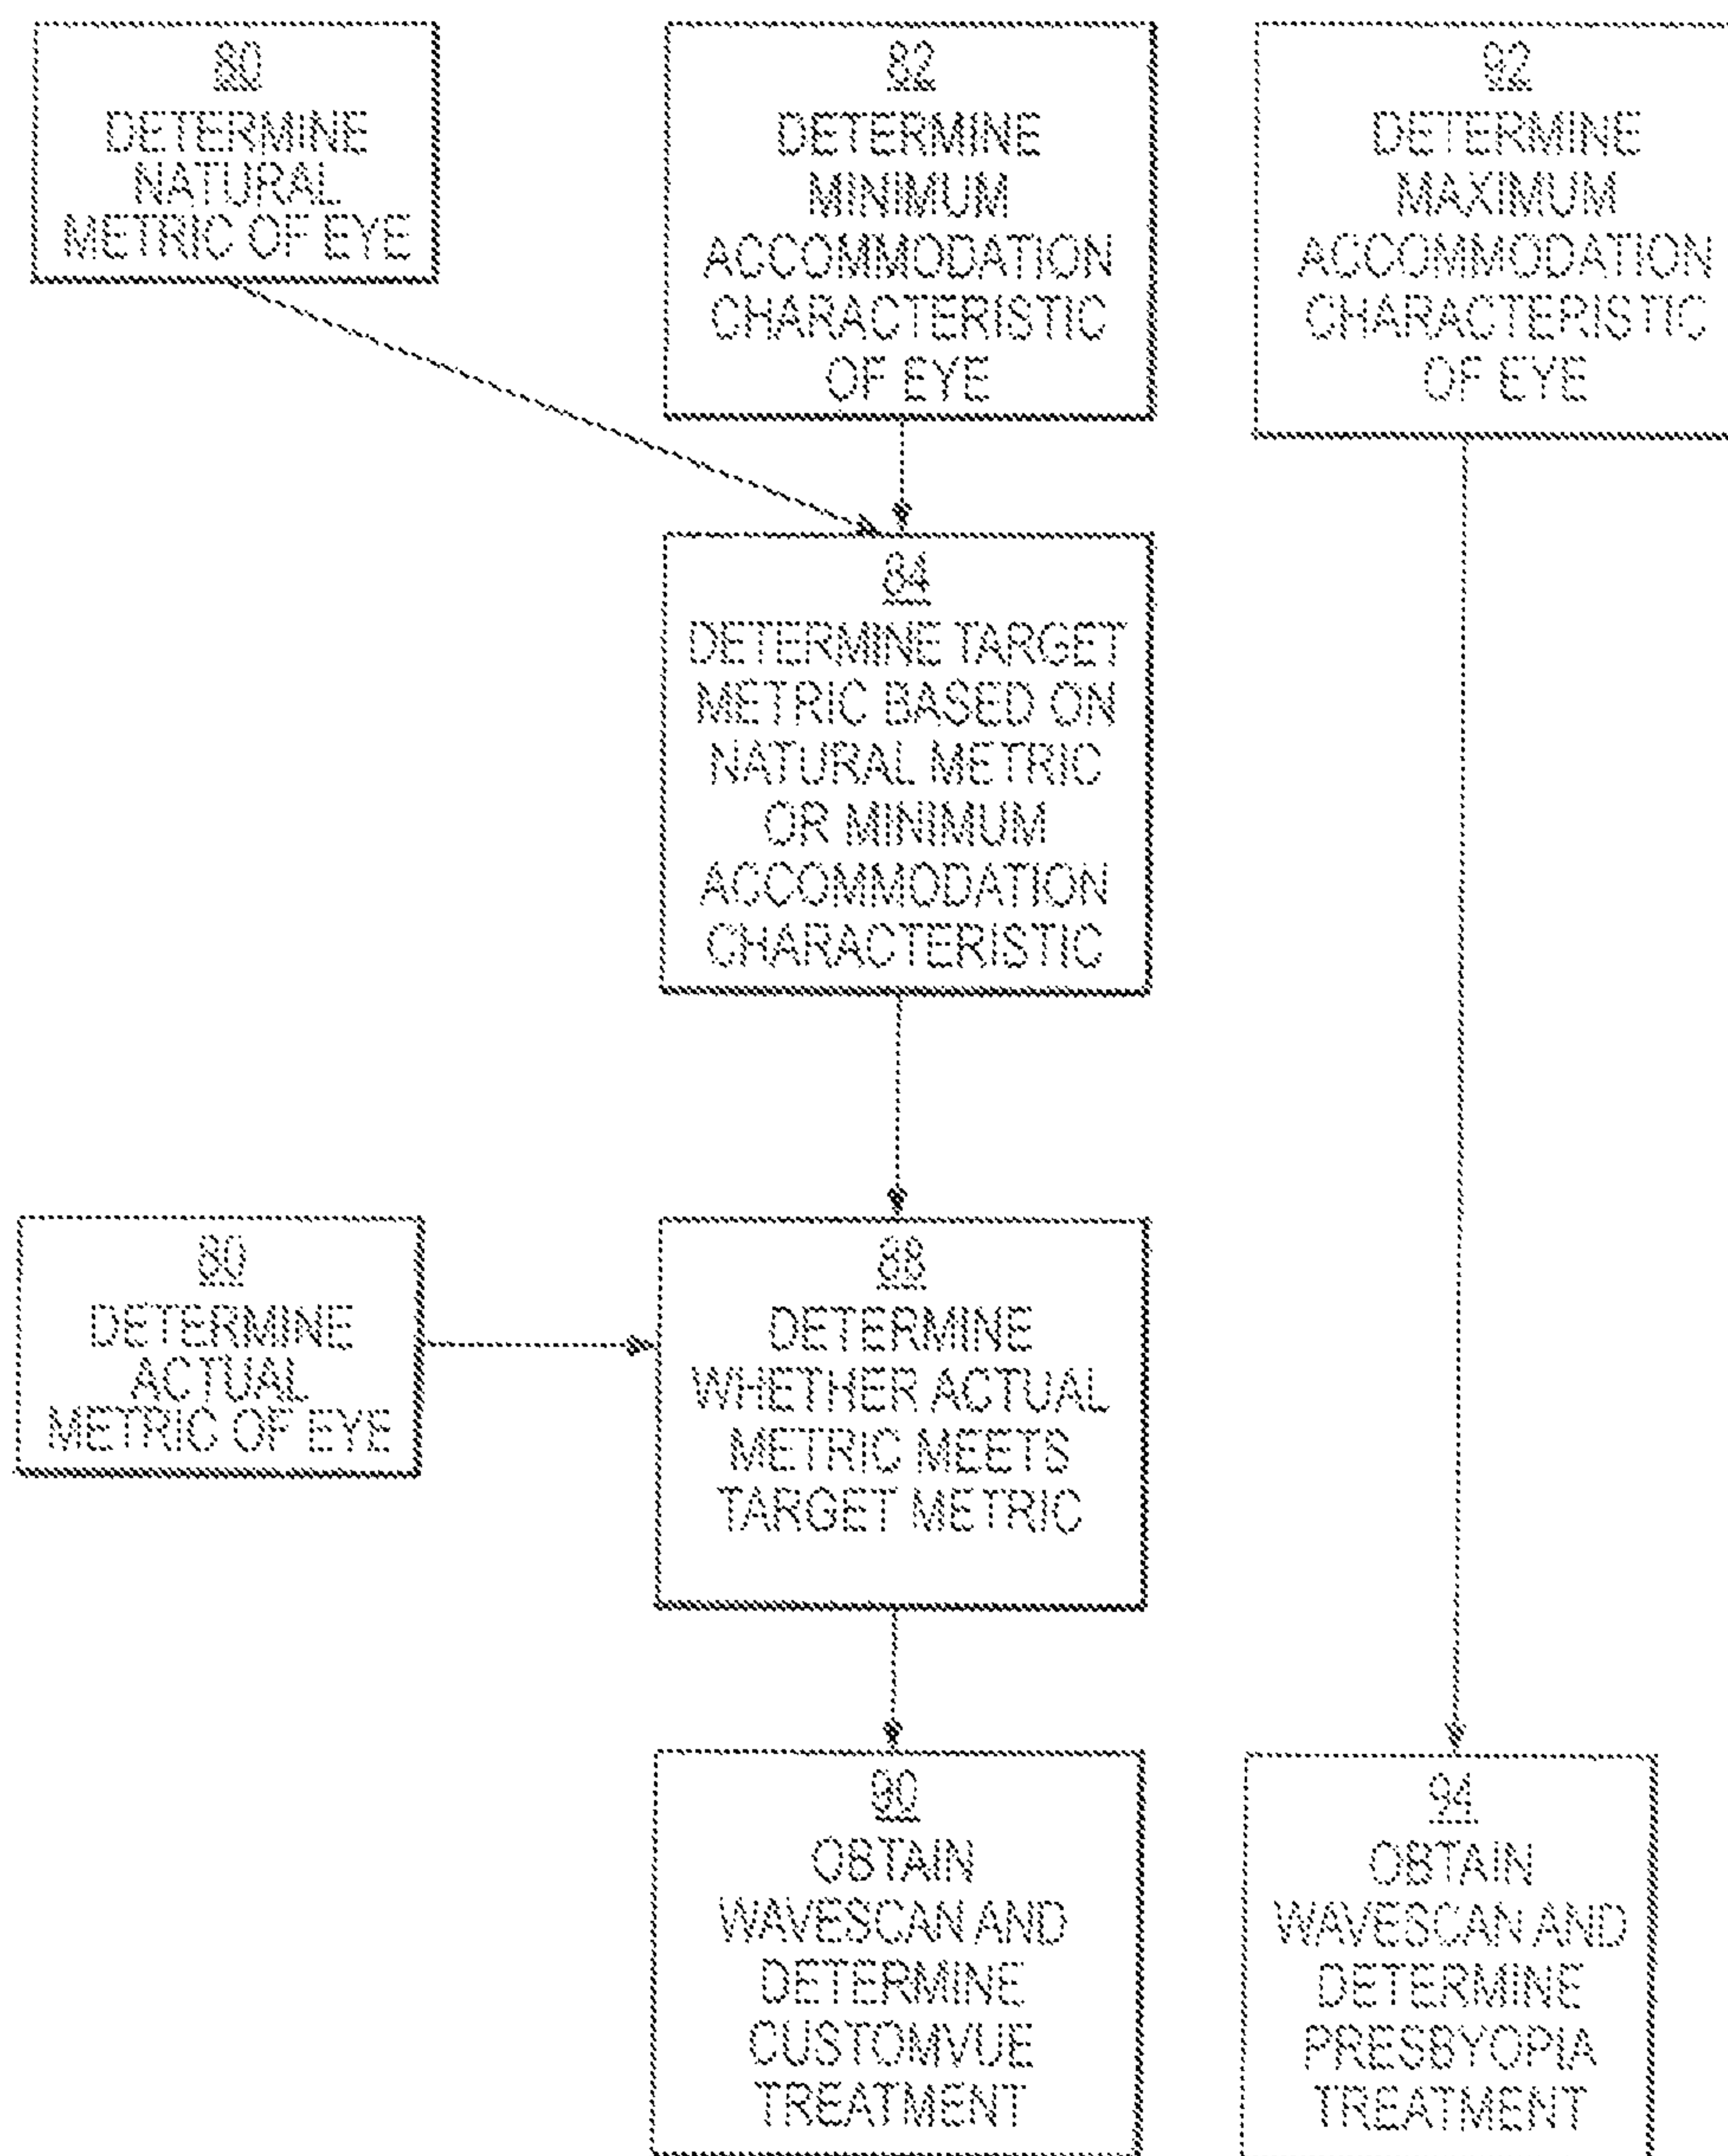 80
DETERMINE
NATURAL
METRIC OF EYE
82
DETERMINE
MINIMUM
ACCOMMODATION
CHARACTERISTIC
OF EYE
92
DETERMINE
MAXIMUM
ACCOMMODATION
CHARACTERISTIC
OF EYE
84
DETERMINE TARGET
METRIC BASED ON
NATURAL METRIC
OR MINIMUM
ACCOMMODATION
CHARACTERISTIC
80
DETERMINE
ACTUAL
METRIC OF EYE
88
DETERMINE
WHETHER ACTUAL
METRIC MEETS
TARGET METRIC
90
OBTAIN
WAVESCAN AND
DETERMINE
CUSTOMVUE
TREATMENT
94
OBTAIN
WAVESCAN AND
DETERMINE
PRESBYOPIA
TREATMENT